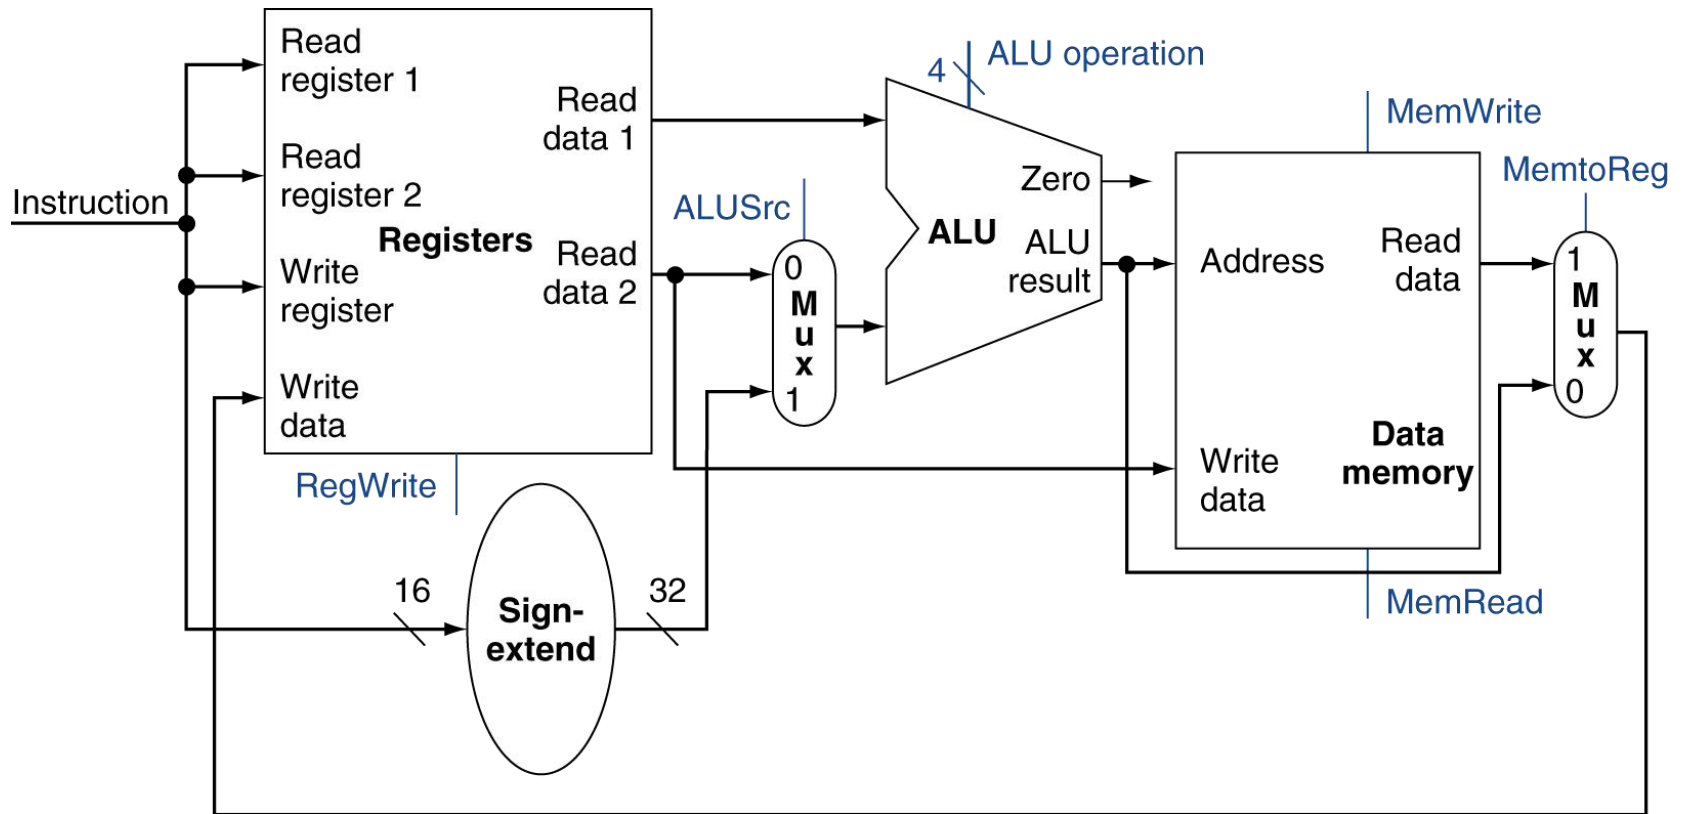 Instruction
Read
register 1
Read
register 2
Registers
Write
register
Write
data
Read
data 1
Read
data 2
RegWrite
16
Sign-
extend
32
ALUSrc
0
M
u
x
1
4
ALU operation
Zero
ALU
ALU
result
MemWrite
Address
Read
data
Write
data
Data
memory
MemRead
MemtoReg
1
M
u
x
0